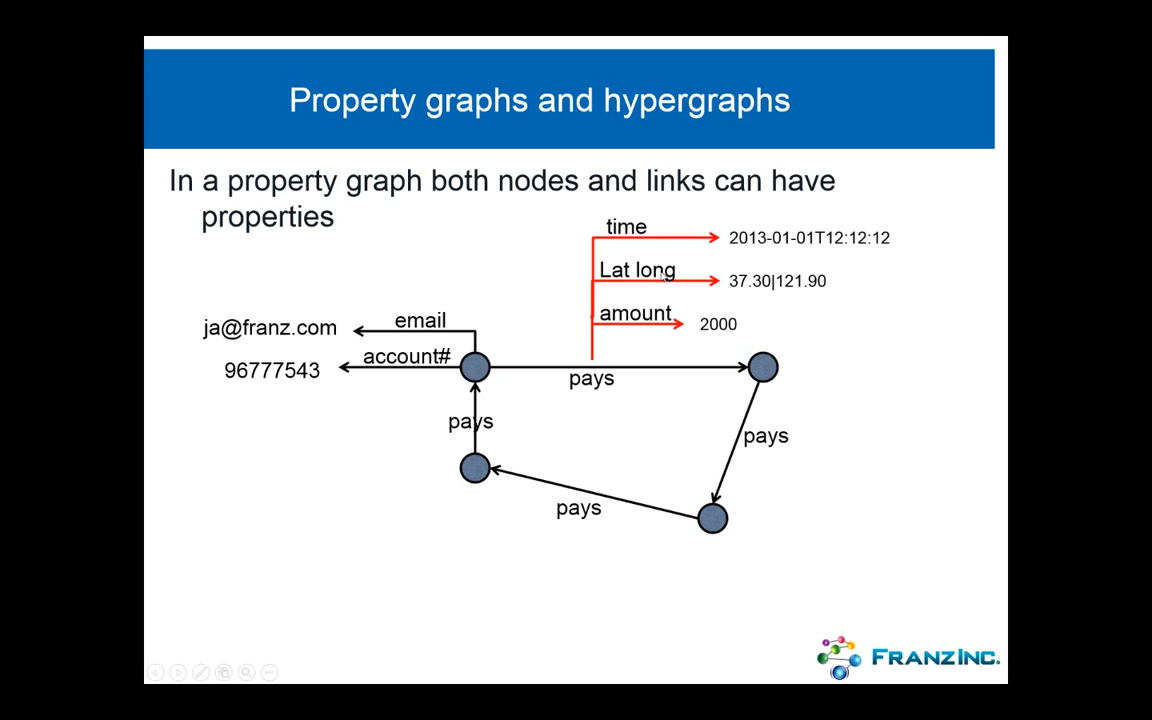 Property graphs and hypergraphs
In a property graph both nodes and links can have
properties
time
2013-01-01T12:12:12
Lat long
37.30|121.90
amount
2000
ja@franz.com
email
account#
96777543
pays
pays
pays
pays
FRANZ INC.